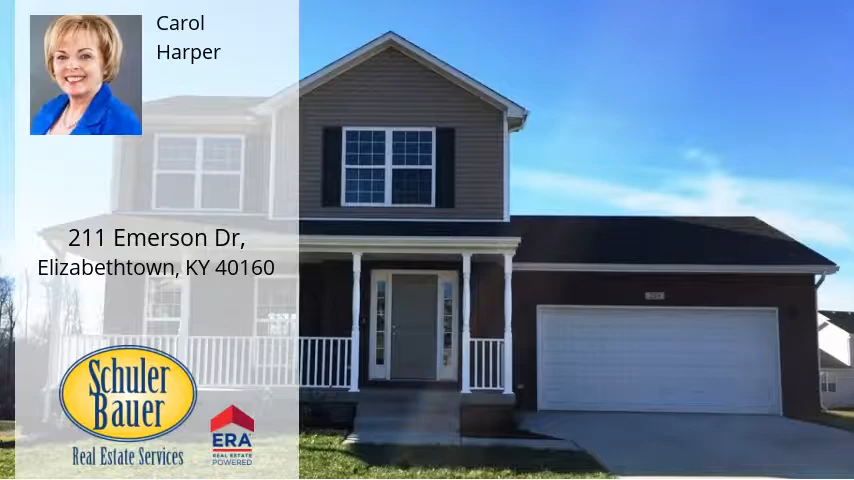 Carol
Harper
211 Emerson Dr,
Elizabethtown, KY 40160
Schuler
Bauer
Real Estate Services
ERA
REAL ESTATE
POWERED